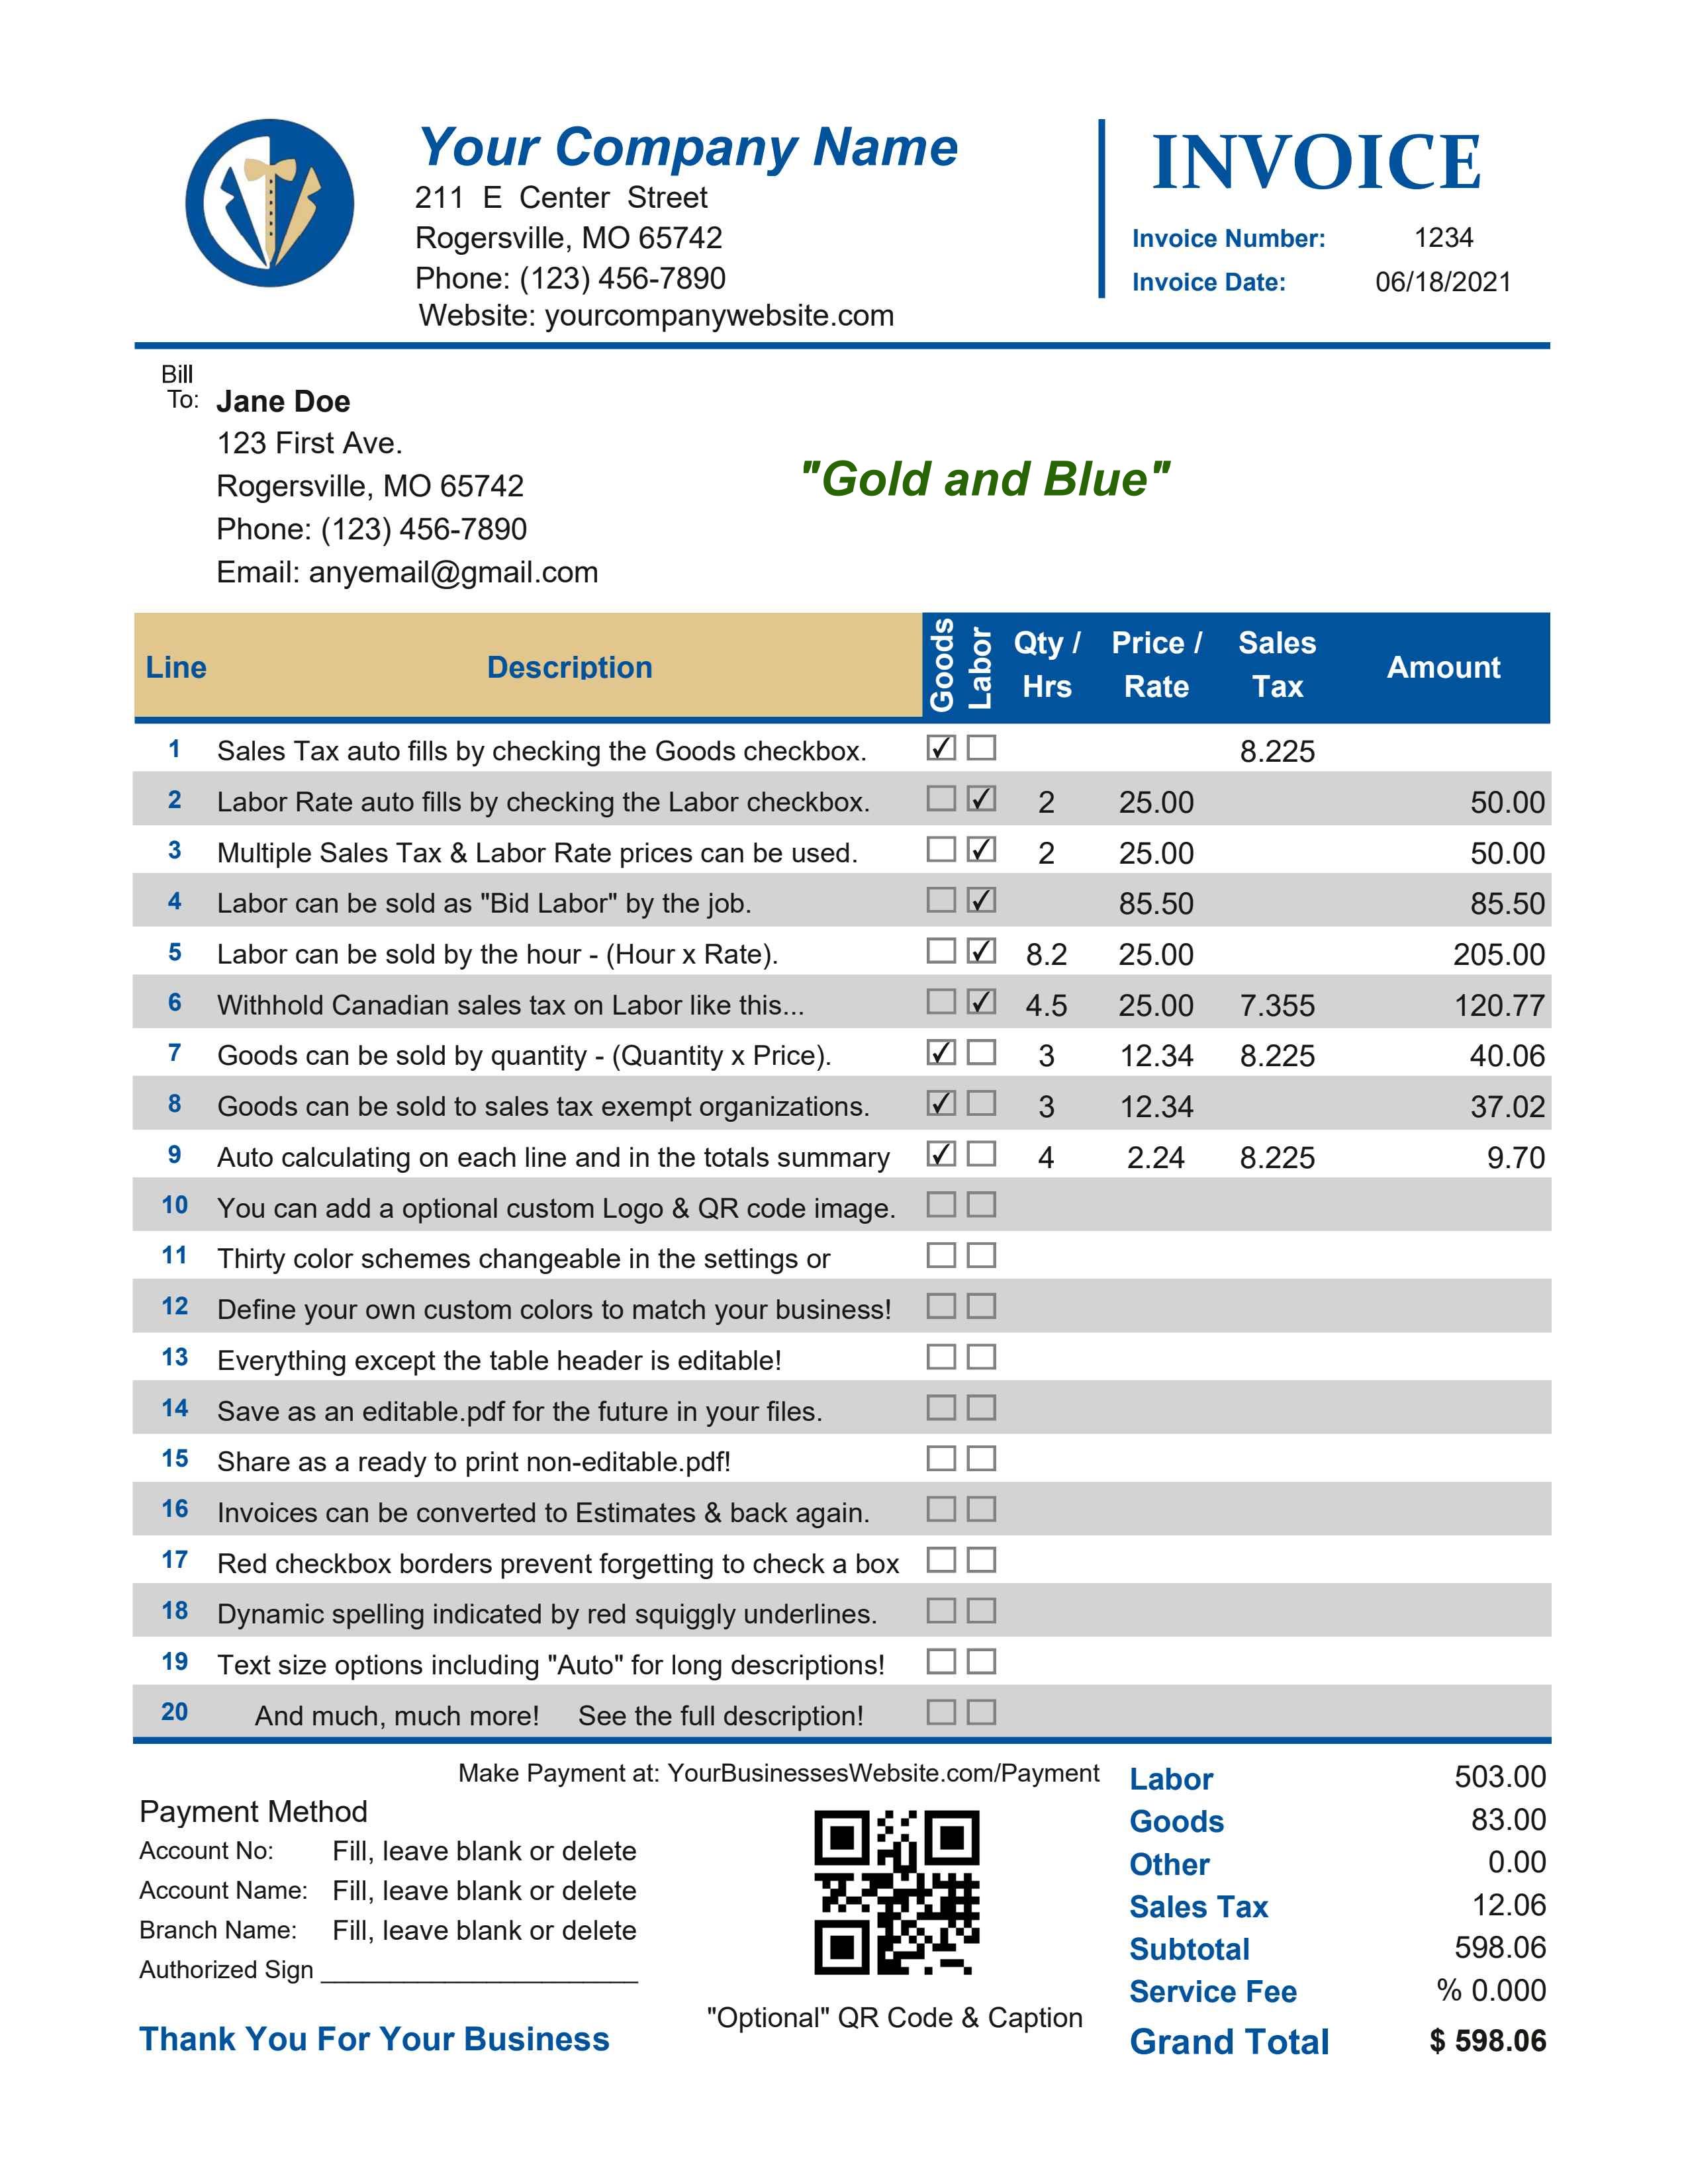 Your Company Name
211 E Center Street
Rogersville, MO 65742
Phone: (123) 456-7890
Website: yourcompanywebsite.com
INVOICE
Invoice Number: 1234
Invoice Date: 06/18/2021
Bill
To: Jane Doe
123 First Ave.
Rogersville, MO 65742
Phone: (123) 456-7890
Email: anyemail@gmail.com
"Gold and Blue"
Line Description Goods Labor Qty / Hrs Price / Rate Sales Tax Amount
1 Sales Tax auto fills by checking the Goods checkbox. ✓ 8.225
2 Labor Rate auto fills by checking the Labor checkbox. ✓ 2 25.00 50.00
3 Multiple Sales Tax & Labor Rate prices can be used. ✓ 2 25.00 50.00
4 Labor can be sold as "Bid Labor" by the job. ✓ 85.50 85.50
5 Labor can be sold by the hour - (Hour x Rate). ✓ 8.2 25.00 205.00
6 Withhold Canadian sales tax on Labor like this... ✓ 4.5 25.00 7.355 120.77
7 Goods can be sold by quantity - (Quantity x Price). ✓ 3 12.34 8.225 40.06
8 Goods can be sold to sales tax exempt organizations. ✓ 3 12.34 37.02
9 Auto calculating on each line and in the totals summary ✓ 4 2.24 8.225 9.70
10 You can add a optional custom Logo & QR code image.
11 Thirty color schemes changeable in the settings or
12 Define your own custom colors to match your business!
13 Everything except the table header is editable!
14 Save as an editable.pdf for the future in your files.
15 Share as a ready to print non-editable.pdf!
16 Invoices can be converted to Estimates & back again.
17 Red checkbox borders prevent forgetting to check a box
18 Dynamic spelling indicated by red squiggly underlines.
19 Text size options including "Auto" for long descriptions!
20 And much, much more! See the full description!
Make Payment at: YourBusinessesWebsite.com/Payment
Payment Method
Account No: Fill, leave blank or delete
Account Name: Fill, leave blank or delete
Branch Name: Fill, leave blank or delete
Authorized Sign
Thank You For Your Business
"Optional" QR Code & Caption
Labor 503.00
Goods 83.00
Other 0.00
Sales Tax 12.06
Subtotal 598.06
Service Fee % 0.000
Grand Total $ 598.06